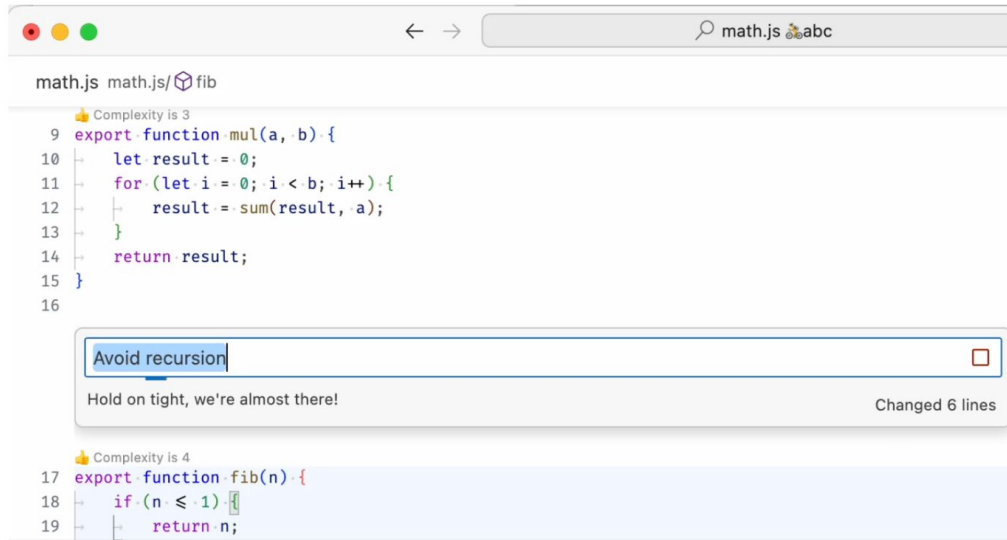 math.js 🚴abc
math.js math.js/ fib
👍 Complexity is 3
9 export function mul(a, b) {
10 let result = 0;
11 for (let i = 0; i < b; i++) {
12 result = sum(result, a);
13 }
14 return result;
15 }
16
Avoid recursion
Hold on tight, we're almost there!
Changed 6 lines
👍 Complexity is 4
17 export function fib(n) {
18 if (n ≤ 1) {
19 return n;